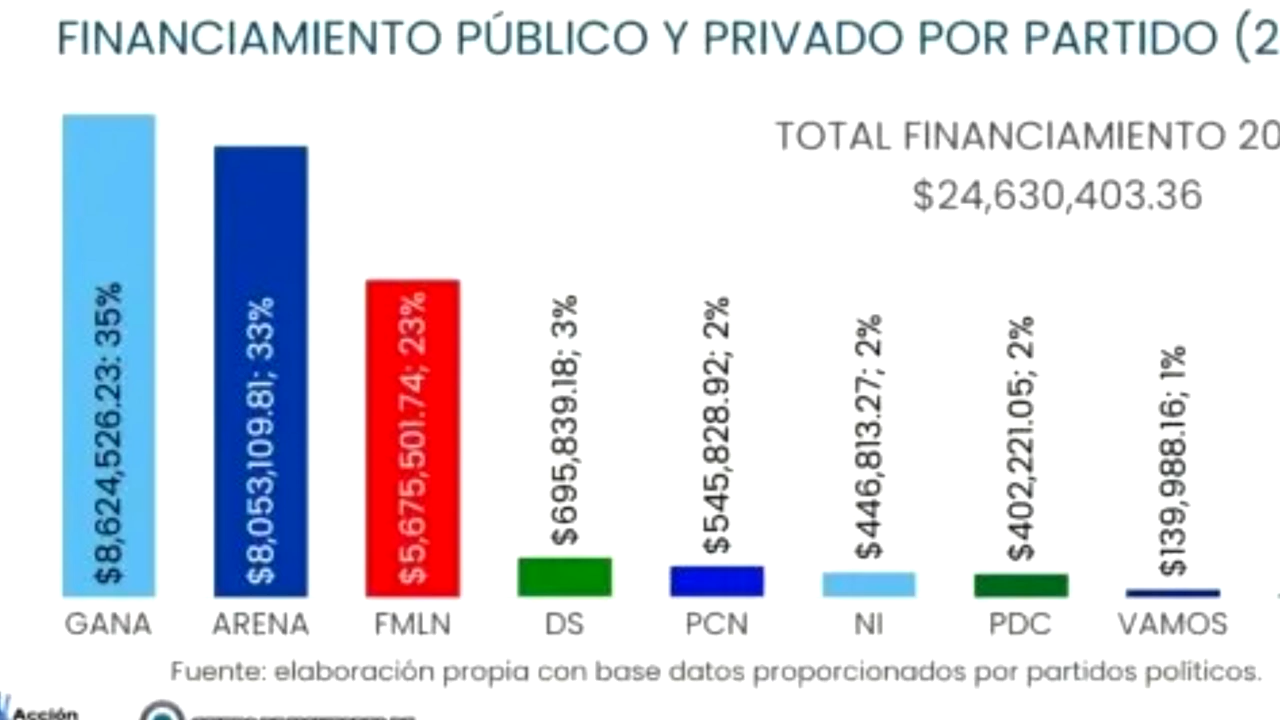 FINANCIAMIENTO PÚBLICO Y PRIVADO POR PARTIDO (2
TOTAL FINANCIAMIENTO 20
$24,630,403.36
$8,624,526.23: 35%
$8,053,109.81; 33%
$5,675,501.74; 23%
$695,839.18; 3%
$545,828.92; 2%
$446,813.27; 2%
$402,221.05; 2%
$139,988.16; 1%
GANA ARENA FMLN DS PCN NI PDC VAMOS
Fuente: elaboración propia con base datos proporcionados por partidos políticos.
Acción